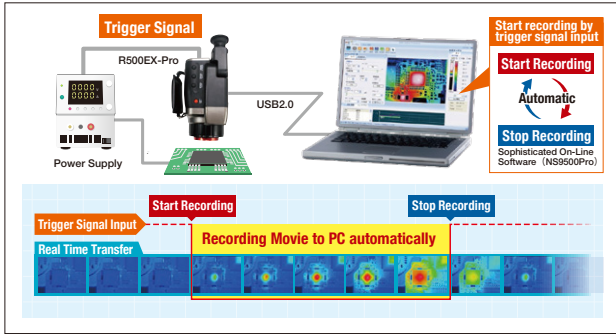 Trigger Signal
R500EX-Pro
USB2.0
Power Supply
Start recording by
trigger signal input
Start Recording
Automatic
Stop Recording
Sophisticated On-Line
Software（NS9500Pro）
Start Recording
Stop Recording
Trigger Signal Input
Recording Movie to PC automatically
Real Time Transfer